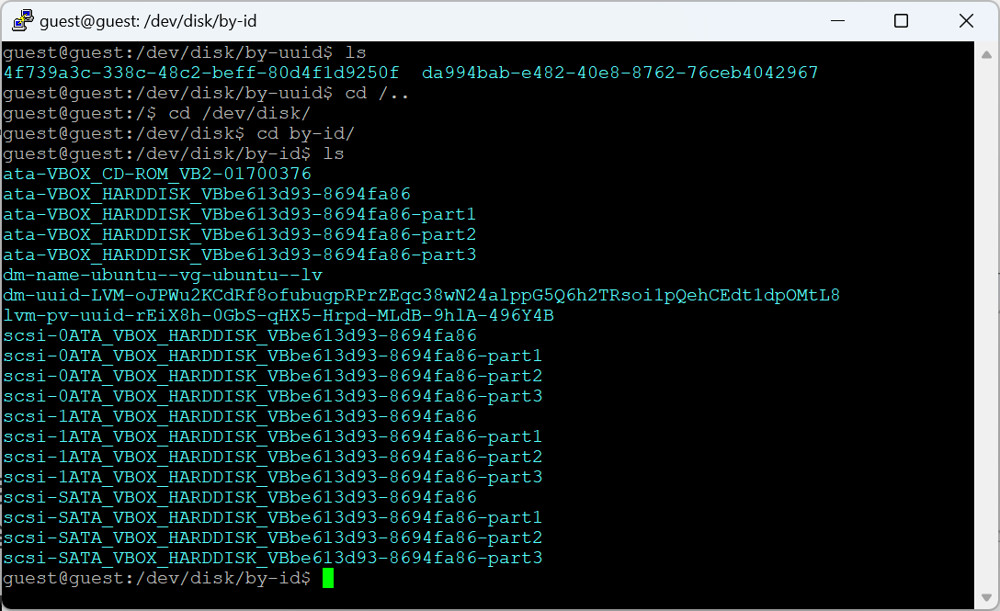 guest@guest: /dev/disk/by-id
guest@guest:/dev/disk/by-uuid$ ls
4f739a3c-338c-48c2-beff-80d4f1d9250f  da994bab-e482-40e8-8762-76ceb4042967
guest@guest:/dev/disk/by-uuid$ cd /..
guest@guest:/$ cd /dev/disk/
guest@guest:/dev/disk$ cd by-id/
guest@guest:/dev/disk/by-id$ ls
ata-VBOX_CD-ROM_VB2-01700376
ata-VBOX_HARDDISK_VBbe613d93-8694fa86
ata-VBOX_HARDDISK_VBbe613d93-8694fa86-part1
ata-VBOX_HARDDISK_VBbe613d93-8694fa86-part2
ata-VBOX_HARDDISK_VBbe613d93-8694fa86-part3
dm-name-ubuntu--vg-ubuntu--lv
dm-uuid-LVM-oJPWu2KCdRf8ofubugpRPrZEqc38wN24alppG5Q6h2TRsoi1pQehCEdt1dpOMtL8
lvm-pv-uuid-rEiX8h-0GbS-qHX5-Hrpd-MLdB-9hlA-496Y4B
scsi-0ATA_VBOX_HARDDISK_VBbe613d93-8694fa86
scsi-0ATA_VBOX_HARDDISK_VBbe613d93-8694fa86-part1
scsi-0ATA_VBOX_HARDDISK_VBbe613d93-8694fa86-part2
scsi-0ATA_VBOX_HARDDISK_VBbe613d93-8694fa86-part3
scsi-1ATA_VBOX_HARDDISK_VBbe613d93-8694fa86
scsi-1ATA_VBOX_HARDDISK_VBbe613d93-8694fa86-part1
scsi-1ATA_VBOX_HARDDISK_VBbe613d93-8694fa86-part2
scsi-1ATA_VBOX_HARDDISK_VBbe613d93-8694fa86-part3
scsi-SATA_VBOX_HARDDISK_VBbe613d93-8694fa86
scsi-SATA_VBOX_HARDDISK_VBbe613d93-8694fa86-part1
scsi-SATA_VBOX_HARDDISK_VBbe613d93-8694fa86-part2
scsi-SATA_VBOX_HARDDISK_VBbe613d93-8694fa86-part3
guest@guest:/dev/disk/by-id$